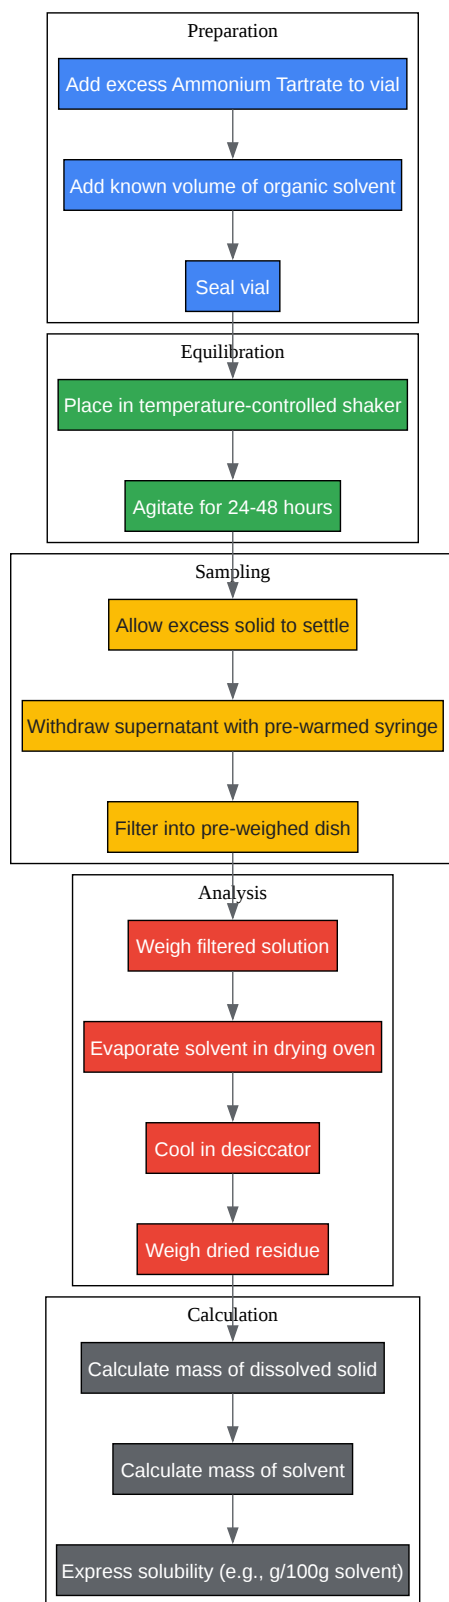 Preparation
Add excess Ammonium Tartrate to vial
Add known volume of organic solvent
Seal vial
Equilibration
Place in temperature-controlled shaker
Agitate for 24-48 hours
Sampling
Allow excess solid to settle
Withdraw supernatant with pre-warmed syringe
Filter into pre-weighed dish
Analysis
Weigh filtered solution
Evaporate solvent in drying oven
Cool in desiccator
Weigh dried residue
Calculation
Calculate mass of dissolved solid
Calculate mass of solvent
Express solubility (e.g., g/100g solvent)